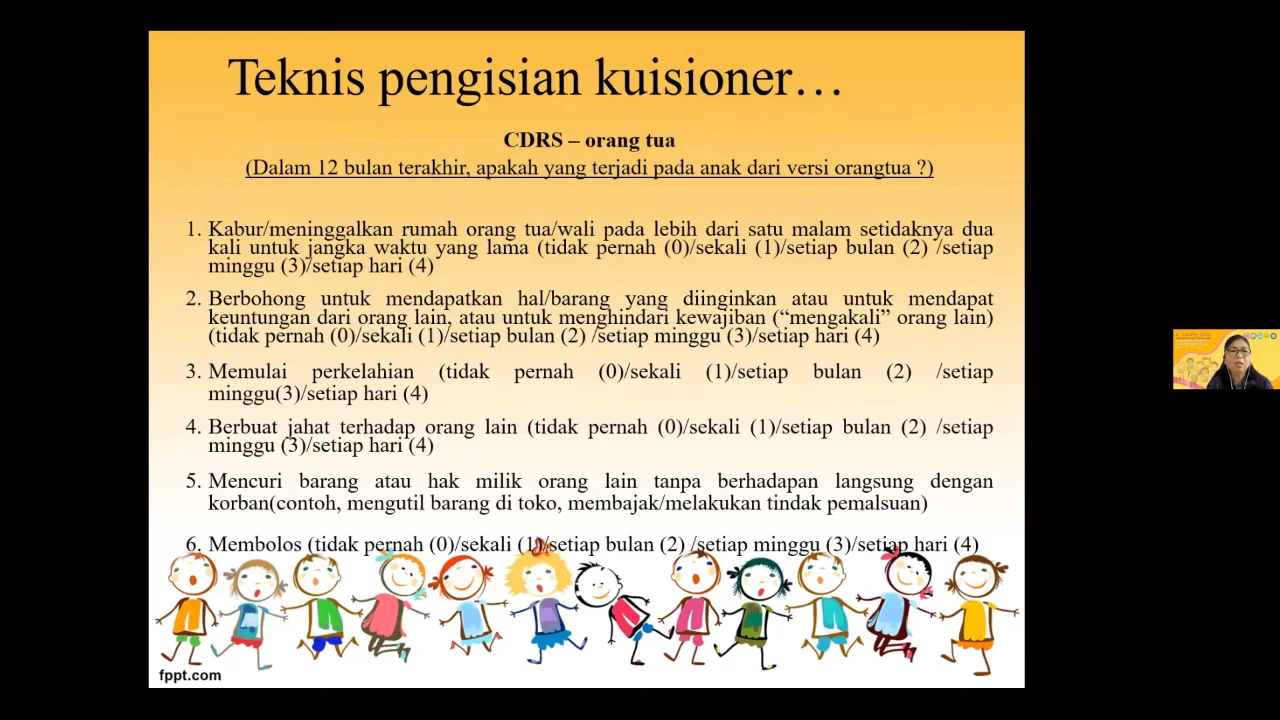 Teknis pengisian kuisioner…
CDRS – orang tua
(Dalam 12 bulan terakhir, apakah yang terjadi pada anak dari versi orangtua ?)
1. Kabur/meninggalkan rumah orang tua/wali pada lebih dari satu malam setidaknya dua
kali untuk jangka waktu yang lama (tidak pernah (0)/sekali (1)/setiap bulan (2) /setiap
minggu (3)/setiap hari (4)
2. Berbohong untuk mendapatkan hal/barang yang diinginkan atau untuk mendapat
keuntungan dari orang lain, atau untuk menghindari kewajiban (“mengakali” orang lain)
(tidak pernah (0)/sekali (1)/setiap bulan (2) /setiap minggu (3)/setiap hari (4)
3. Memulai perkelahian (tidak pernah (0)/sekali (1)/setiap bulan (2) /setiap
minggu(3)/setiap hari (4)
4. Berbuat jahat terhadap orang lain (tidak pernah (0)/sekali (1)/setiap bulan (2) /setiap
minggu (3)/setiap hari (4)
5. Mencuri barang atau hak milik orang lain tanpa berhadapan langsung dengan
korban(contoh, mengutil barang di toko, membajak/melakukan tindak pemalsuan)
6. Membolos (tidak pernah (0)/sekali (1)/setiap bulan (2) /setiap minggu (3)/setiap hari (4)
fppt.com